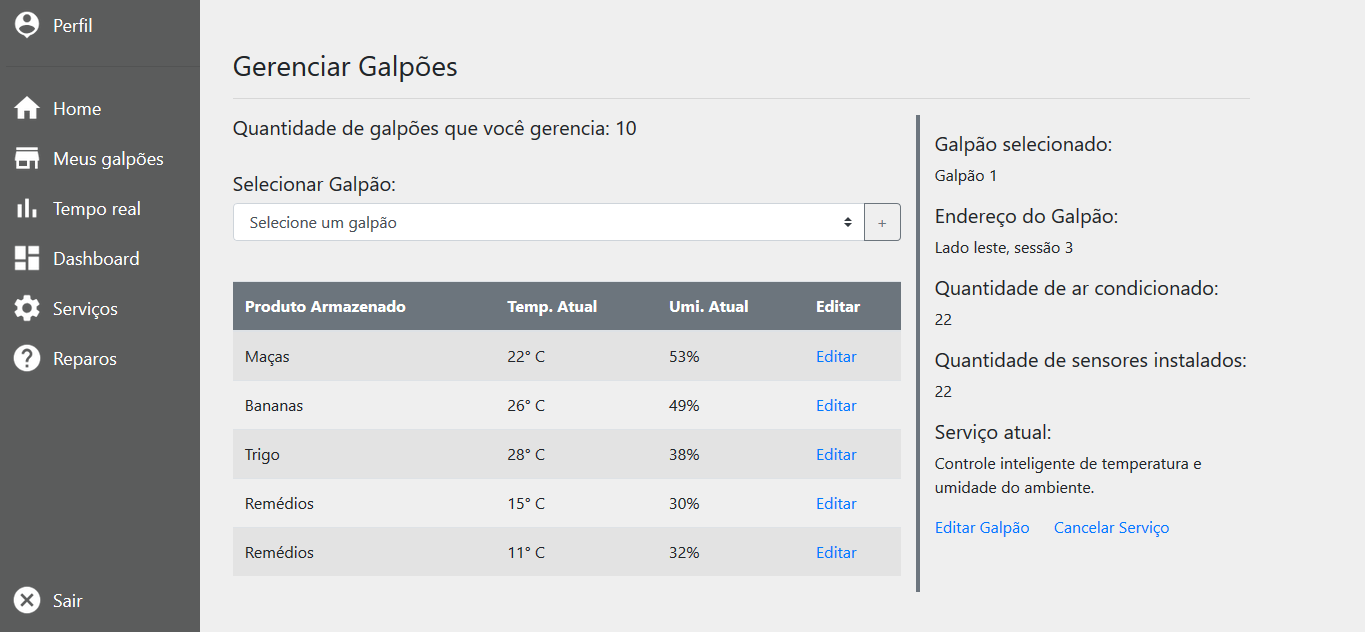 Perfil
Home
Meus galpões
Tempo real
Dashboard
Serviços
Reparos
Sair
Gerenciar Galpões
Quantidade de galpões que você gerencia: 10
Selecionar Galpão:
Selecione um galpão +
Produto Armazenado Temp. Atual Umi. Atual Editar
Maças 22° C 53% Editar
Bananas 26° C 49% Editar
Trigo 28° C 38% Editar
Remédios 15° C 30% Editar
Remédios 11° C 32% Editar
Galpão selecionado:
Galpão 1
Endereço do Galpão:
Lado leste, sessão 3
Quantidade de ar condicionado:
22
Quantidade de sensores instalados:
22
Serviço atual:
Controle inteligente de temperatura e
umidade do ambiente.
Editar Galpão Cancelar Serviço